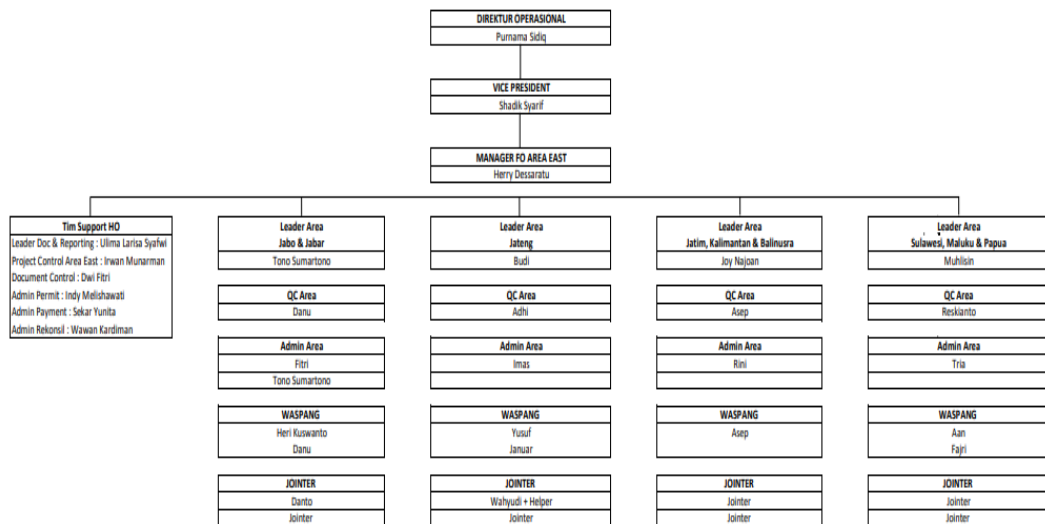 DIREKTUR OPERASIONAL
Purnama Sidiq
VICE PRESIDENT
Shadik Syarif
MANAGER FO AREA EAST
Herry Dessaratu
Tim Support HO
Leader Doc & Reporting : Ulima Larisa Syafwi
Project Control Area East : Irwan Munarman
Document Control : Dwi Fitri
Admin Permit : Indy Melishawati
Admin Payment : Sekar Yunita
Admin Rekonsil : Wawan Kardiman
Leader Area
Jabo & Jabar
Tono Sumartono
QC Area
Danu
Admin Area
Fitri
Tono Sumartono
WASPANG
Heri Kuswanto
Danu
JOINTER
Danto
Jointer
Leader Area
Jateng
Budi
QC Area
Adhi
Admin Area
Imas
WASPANG
Yusuf
Januar
JOINTER
Wahyudi + Helper
Jointer
Leader Area
Jatim, Kalimantan & Balinusra
Joy Najoan
QC Area
Asep
Admin Area
Rini
WASPANG
Asep
JOINTER
Jointer
Jointer
Leader Area
Sulawesi, Maluku & Papua
Muhlisin
QC Area
Reskianto
Admin Area
Tria
WASPANG
Aan
Fajri
JOINTER
Jointer
Jointer